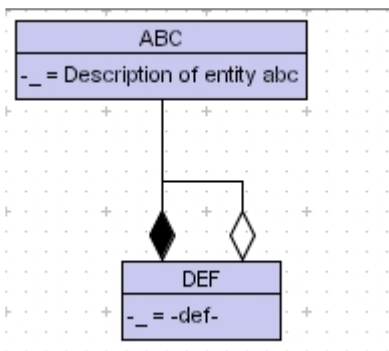 ABC
-_ = Description of entity abc
DEF
-_ = -def-